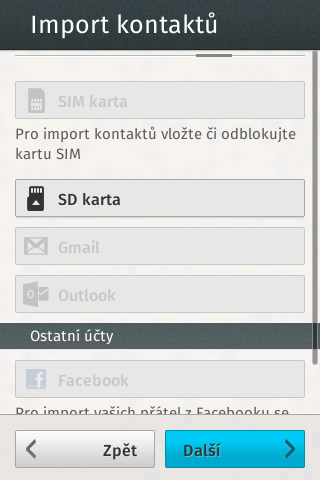 Import kontaktů
SIM karta
Pro import kontaktů vložte či odblokujte
kartu SIM
SD karta
Gmail
Outlook
Ostatní účty
Facebook
Pro import vašich přátel z Facebooku se
Zpět
Další